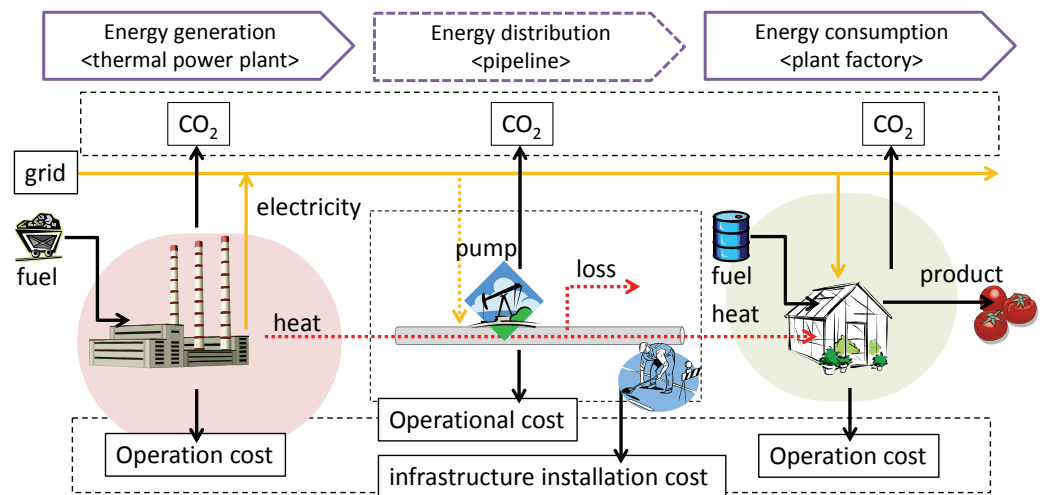 Energy generation
<thermal power plant>
Energy distribution
<pipeline>
Energy consumption
<plant factory>
CO₂
CO₂
CO₂
grid
electricity
fuel
pump
loss
fuel
product
heat
heat
Operational cost
Operation cost
Operation cost
infrastructure installation cost